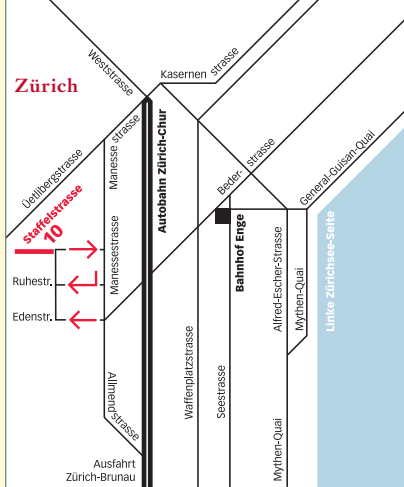 Zürich
Weststrasse
Kasernen strasse
Üetlibergstrasse
Manesse strasse
Autobahn Zürich-Chur
Beder- strasse
General-Guisan-Quai
Staffelstrasse
10
Manessestrasse
Bahnhof Enge
Alfred-Escher-Strasse
Mythen-Quai
Linke Zürichsee-Seite
Ruhestr.
Edenstr.
Waffenplatzstrasse
Seestrasse
Allmend strasse
Mythen-Quai
Ausfahrt
Zürich-Brunau